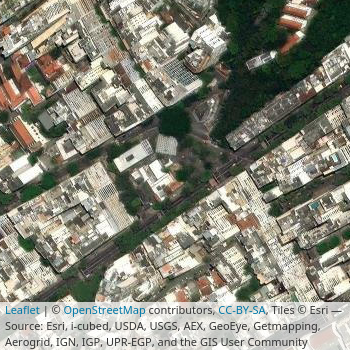 Leaflet | © OpenStreetMap contributors, CC-BY-SA, Tiles © Esri —
Source: Esri, i-cubed, USDA, USGS, AEX, GeoEye, Getmapping,
Aerogrid, IGN, IGP, UPR-EGP, and the GIS User Community